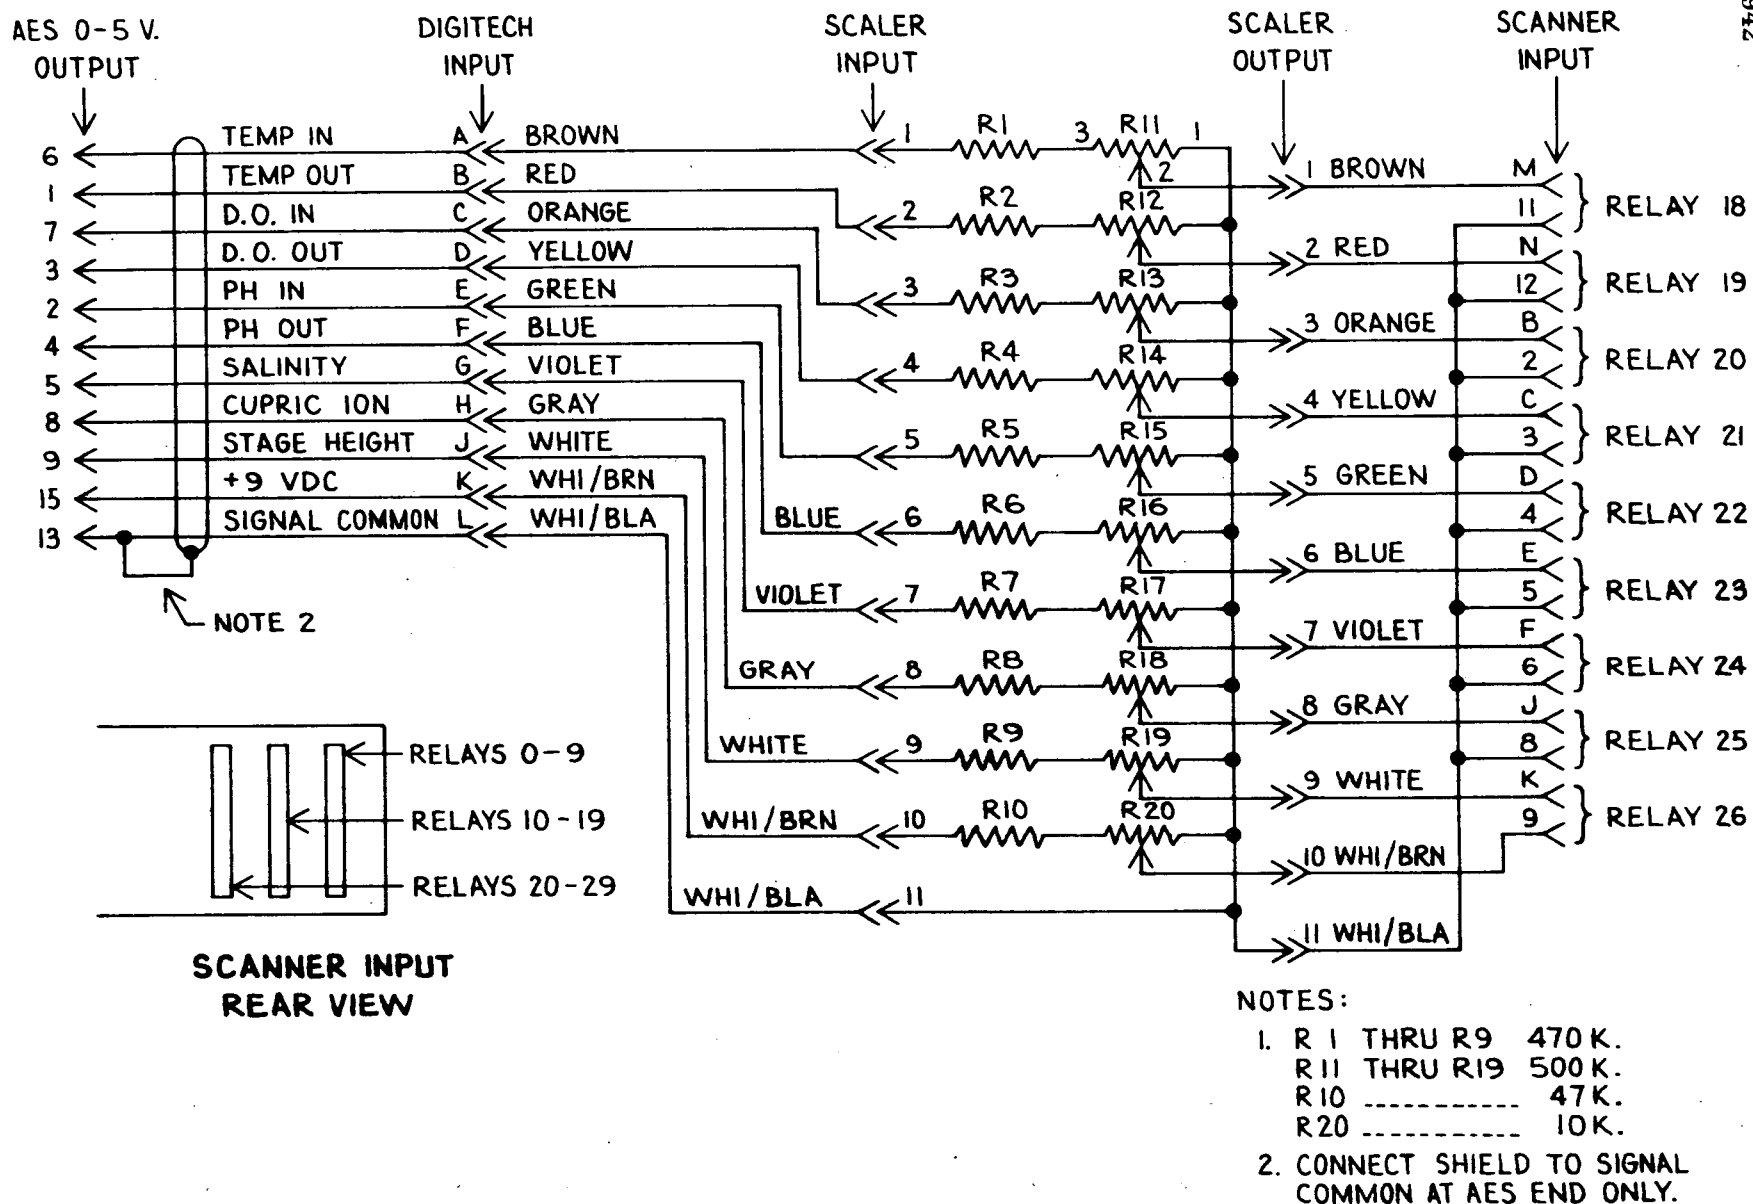 AES 0-5 V.
OUTPUT
DIGITECH
INPUT
SCALER
INPUT
SCALER
OUTPUT
SCANNER
INPUT
6 TEMP IN A BROWN 1 R1 3 R11 1
2
1 TEMP OUT B RED 2 R2 R12
7 D.O. IN C ORANGE 3 R3 R13
3 D.O. OUT D YELLOW 4 R4 R14
2 PH IN E GREEN 5 R5 R15
4 PH OUT F BLUE BLUE 6 R6 R16
5 SALINITY G VIOLET VIOLET 7 R7 R17
8 CUPRIC ION H GRAY GRAY 8 R8 R18
9 STAGE HEIGHT J WHITE WHITE 9 R9 R19
15 +9 VDC K WHI/BRN WHI/BRN 10 R10 R20
13 SIGNAL COMMON L WHI/BLA WHI/BLA 11
NOTE 2
1 BROWN M
11
RELAY 18
2 RED N
12
RELAY 19
3 ORANGE B
2
RELAY 20
4 YELLOW C
3
RELAY 21
5 GREEN D
4
RELAY 22
6 BLUE E
5
RELAY 23
7 VIOLET F
6
RELAY 24
8 GRAY J
8
RELAY 25
9 WHITE K
9
RELAY 26
10 WHI/BRN
11 WHI/BLA
RELAYS 0-9
RELAYS 10-19
RELAYS 20-29
SCANNER INPUT
REAR VIEW
NOTES:
1. R 1 THRU R9 470 K.
R11 THRU R19 500 K.
R10 ----------- 47 K.
R20 ----------- 10 K.
2. CONNECT SHIELD TO SIGNAL
COMMON AT AES END ONLY.